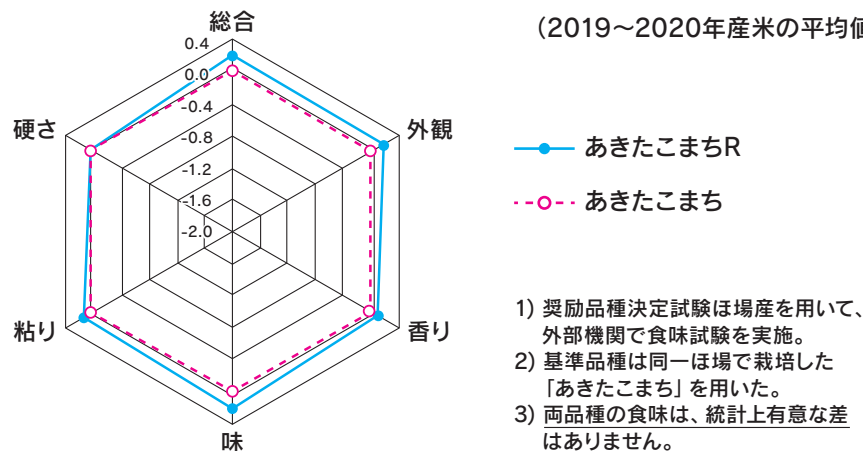 総合
(2019～2020年産米の平均値
0.4
0.0
-0.4
-0.8
-1.2
-1.6
-2.0
硬さ
外観
粘り
香り
味
あきたこまちR
あきたこまち
1) 奨励品種決定試験ほ場産を用いて、
外部機関で食味試験を実施。
2) 基準品種は同一ほ場で栽培した
「あきたこまち」を用いた。
3) 両品種の食味は、統計上有意な差
はありません。